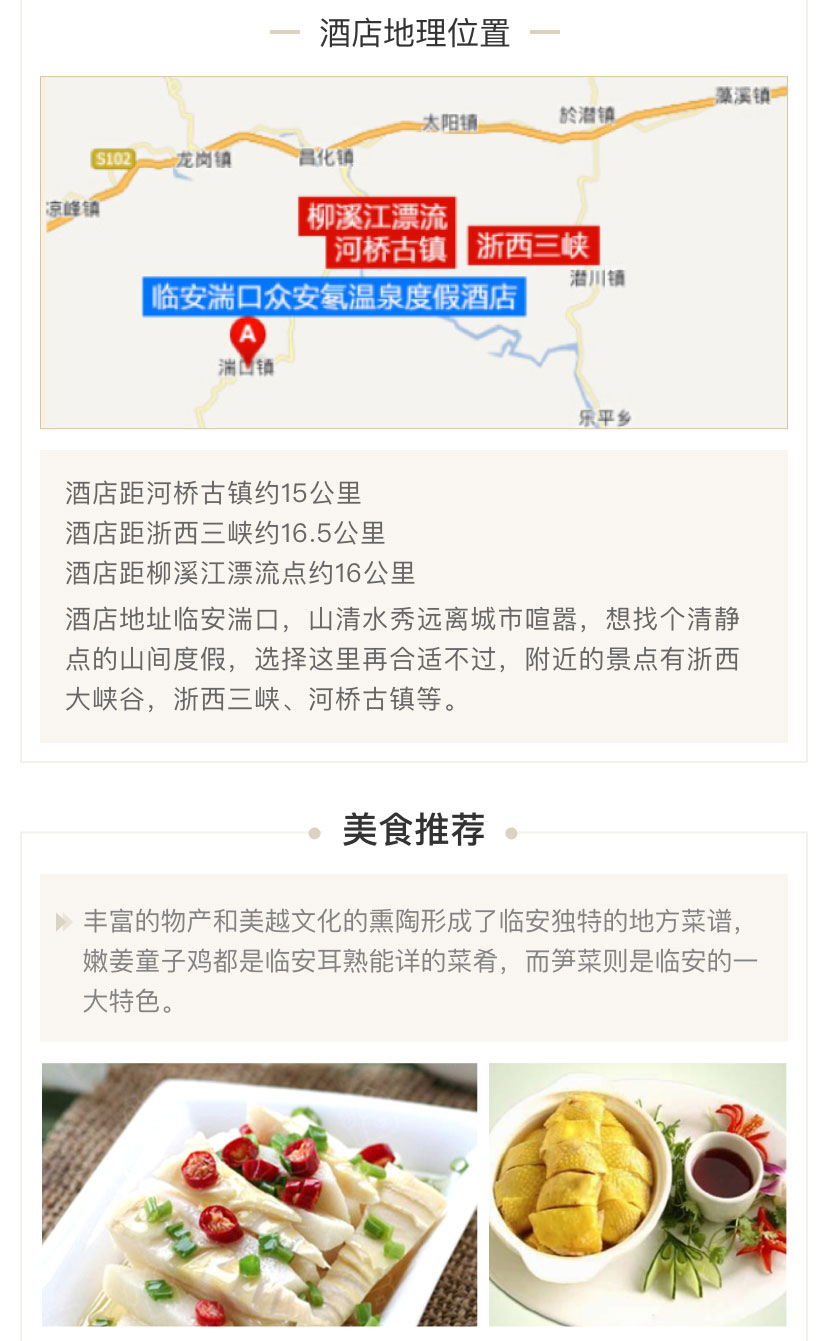 酒店地理位置
藻溪镇
於潜镇
太阳镇
S102
龙岗镇
昌化镇
凉峰镇
柳溪江漂流
河桥古镇
浙西三峡
潜川镇
临安湍口众安氡温泉度假酒店
A
湍口镇
乐平乡
酒店距河桥古镇约15公里
酒店距浙西三峡约16.5公里
酒店距柳溪江漂流点约16公里
酒店地址临安湍口，山清水秀远离城市喧嚣，想找个清静
点的山间度假，选择这里再合适不过，附近的景点有浙西
大峡谷，浙西三峡、河桥古镇等。
美食推荐
丰富的物产和美越文化的熏陶形成了临安独特的地方菜谱，
嫩姜童子鸡都是临安耳熟能详的菜肴，而笋菜则是临安的一
大特色。